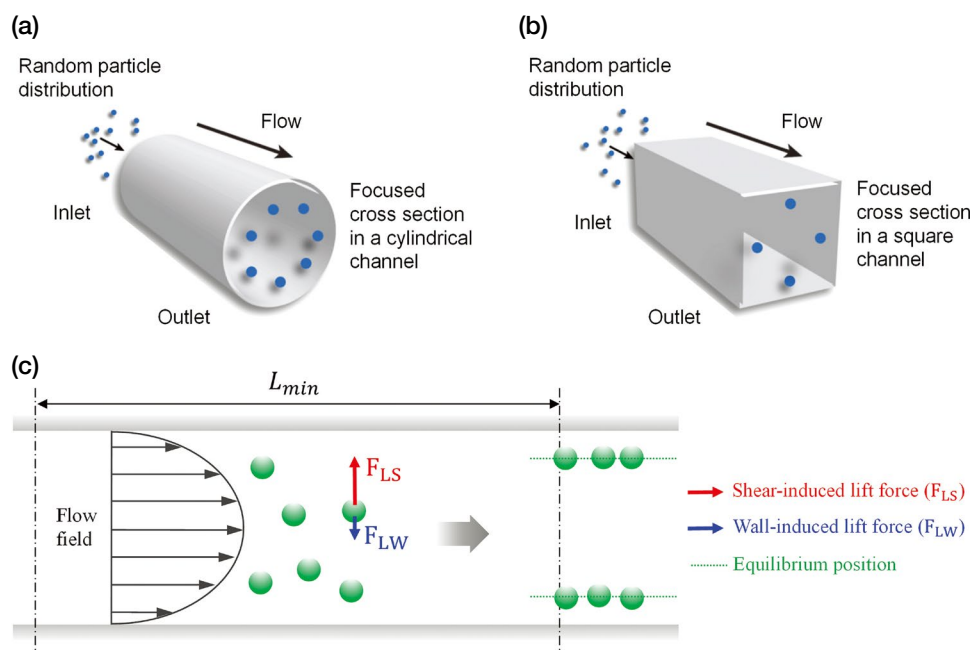 (a)
Random particle
distribution
Flow
Inlet
Focused
cross section
in a cylindrical
channel
Outlet
(b)
Random particle
distribution
Flow
Inlet
Focused
cross section
in a square
channel
Outlet
(c)
L_min
Flow
field
F_LS
F_LW
Shear-induced lift force (F_LS)
Wall-induced lift force (F_LW)
Equilibrium position